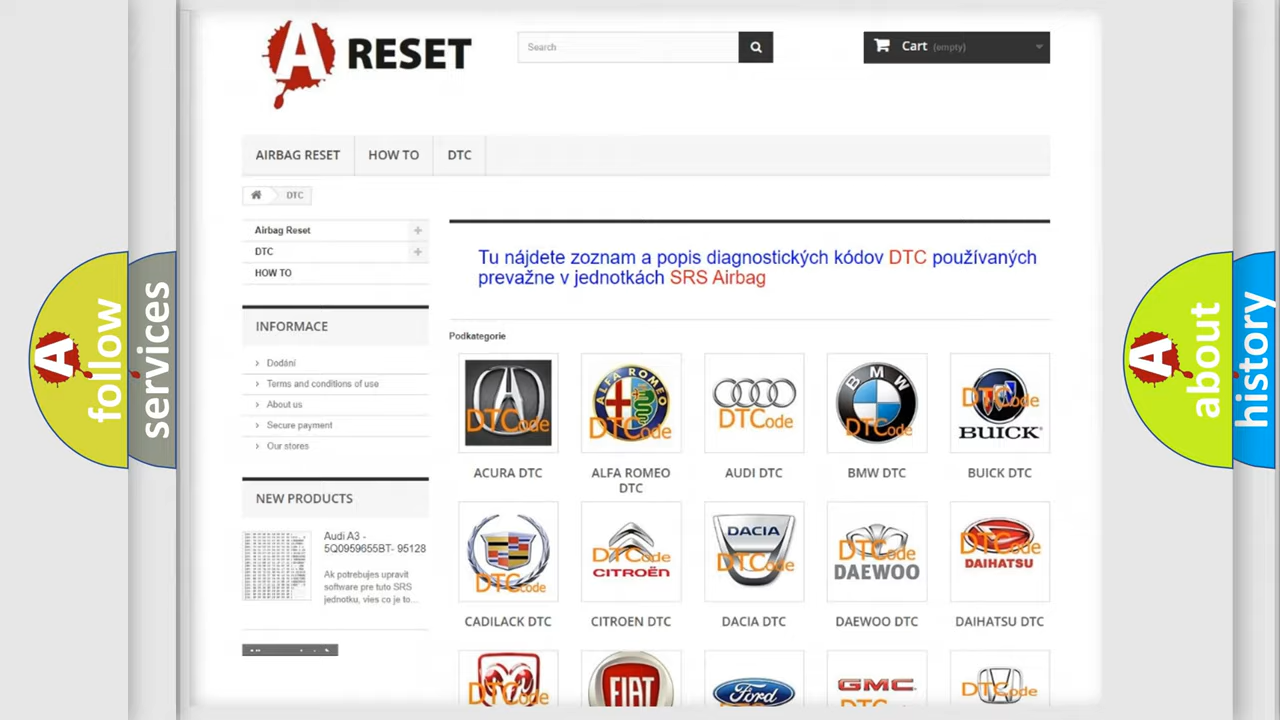 A RESET
Search
Cart (empty)
AIRBAG RESET
HOW TO
DTC
DTC
Airbag Reset
DTC
HOW TO
Tu nájdete zoznam a popis diagnostických kódov DTC používaných
prevažne v jednotkách SRS Airbag
INFORMACE
Dodání
Terms and conditions of use
About us
Secure payment
Our stores
NEW PRODUCTS
Audi A3 -
5Q0959655BT- 95128
Ak potrebujes upravit
software pre tuto SRS
jednotku, vies co je to...
Podkategorie
DTCode
ALFA ROMEO
DTCode
DTCode
BMW
DTCode
DTCode
BUICK
ACURA DTC
ALFA ROMEO
DTC
AUDI DTC
BMW DTC
BUICK DTC
DTCode
DTCode
CITROËN
DACIA
DTCode
DTCode
DAEWOO
DTCode
DAIHATSU
CADILACK DTC
CITROEN DTC
DACIA DTC
DAEWOO DTC
DAIHATSU DTC
DTCode
FIAT
Ford
GMC
DTCode
A follow
services
A about
history